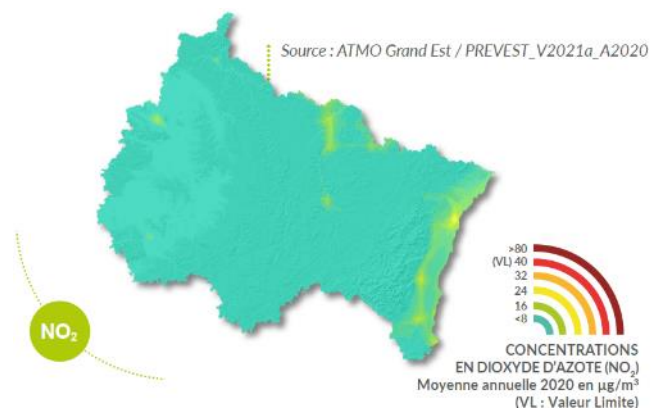 Source : ATMO Grand Est / PREVEST_V2021a_A2020
NO₂
>80
(VL) 40
32
24
16
<8
CONCENTRATIONS
EN DIOXYDE D'AZOTE (NO₂)
Moyenne annuelle 2020 en µg/m³
(VL : Valeur Limite)